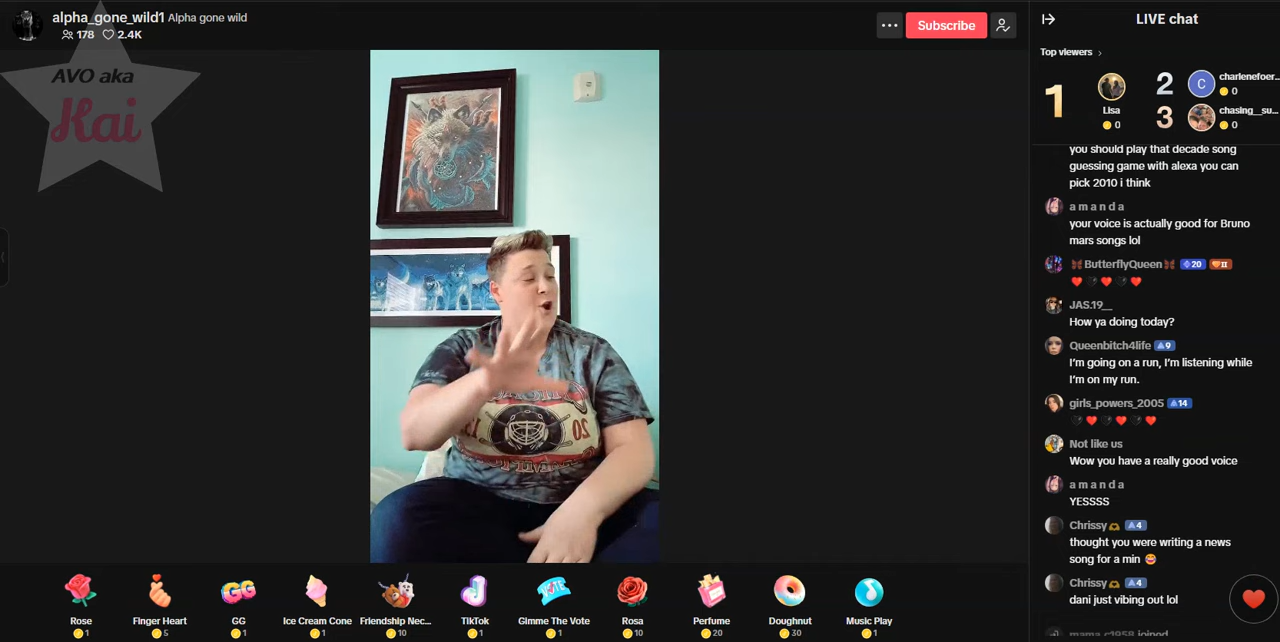 alpha_gone_wild1 Alpha gone wild
178 2.4K
Subscribe
AVO aka
Kai
LIVE chat
Top viewers
1
Lisa
0
2
C
charlenefoer...
0
3
chasing__su...
0
you should play that decade song
guessing game with alexa you can
pick 2010 i think
a m a n d a
your voice is actually good for Bruno
mars songs lol
ButterflyQueen 20 II
JAS.19__
How ya doing today?
Queenbitch4life 9
I'm going on a run, I'm listening while
I'm on my run.
girls_powers_2005 14
Not like us
Wow you have a really good voice
a m a n d a
YESSSS
Chrissy 4
thought you were writing a news
song for a min
Chrissy 4
dani just vibing out lol
mama_r1958 joined
20
GG
TikTok
Rose
1
Finger Heart
5
GG
1
Ice Cream Cone
1
Friendship Nec...
10
TikTok
1
Gimme The Vote
1
Rosa
10
Perfume
20
Doughnut
30
Music Play
1